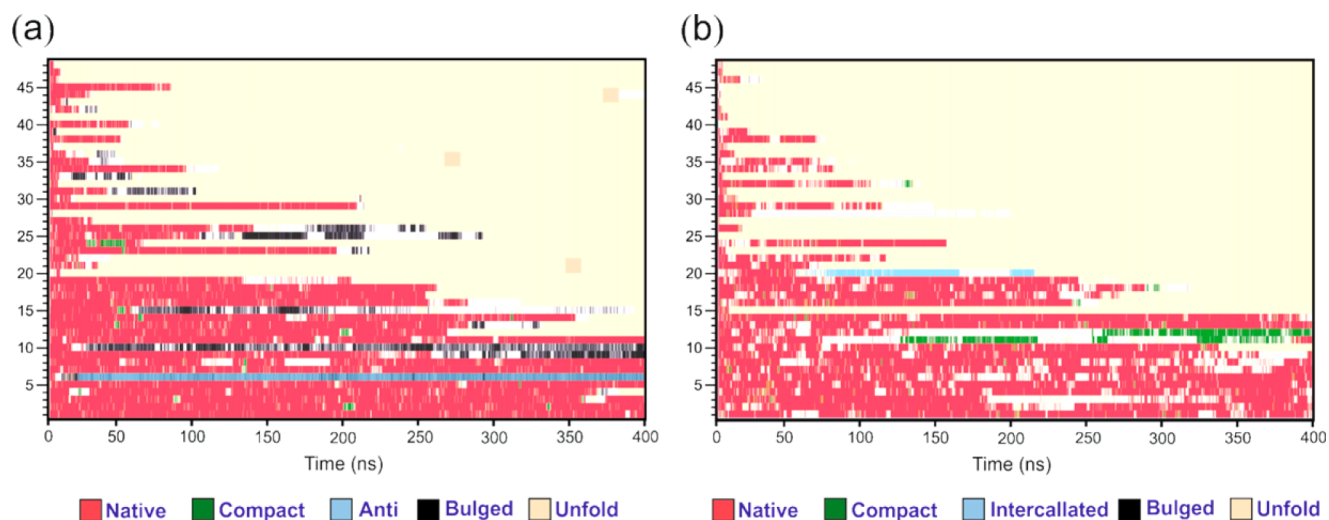 (a)
(b)
45
40
35
30
25
20
15
10
5
0 50 100 150 200 250 300 350 400
Time (ns)
Native Compact Anti Bulged Unfold
45
40
35
30
25
20
15
10
5
0 50 100 150 200 250 300 350 400
Time (ns)
Native Compact Intercallated Bulged Unfold